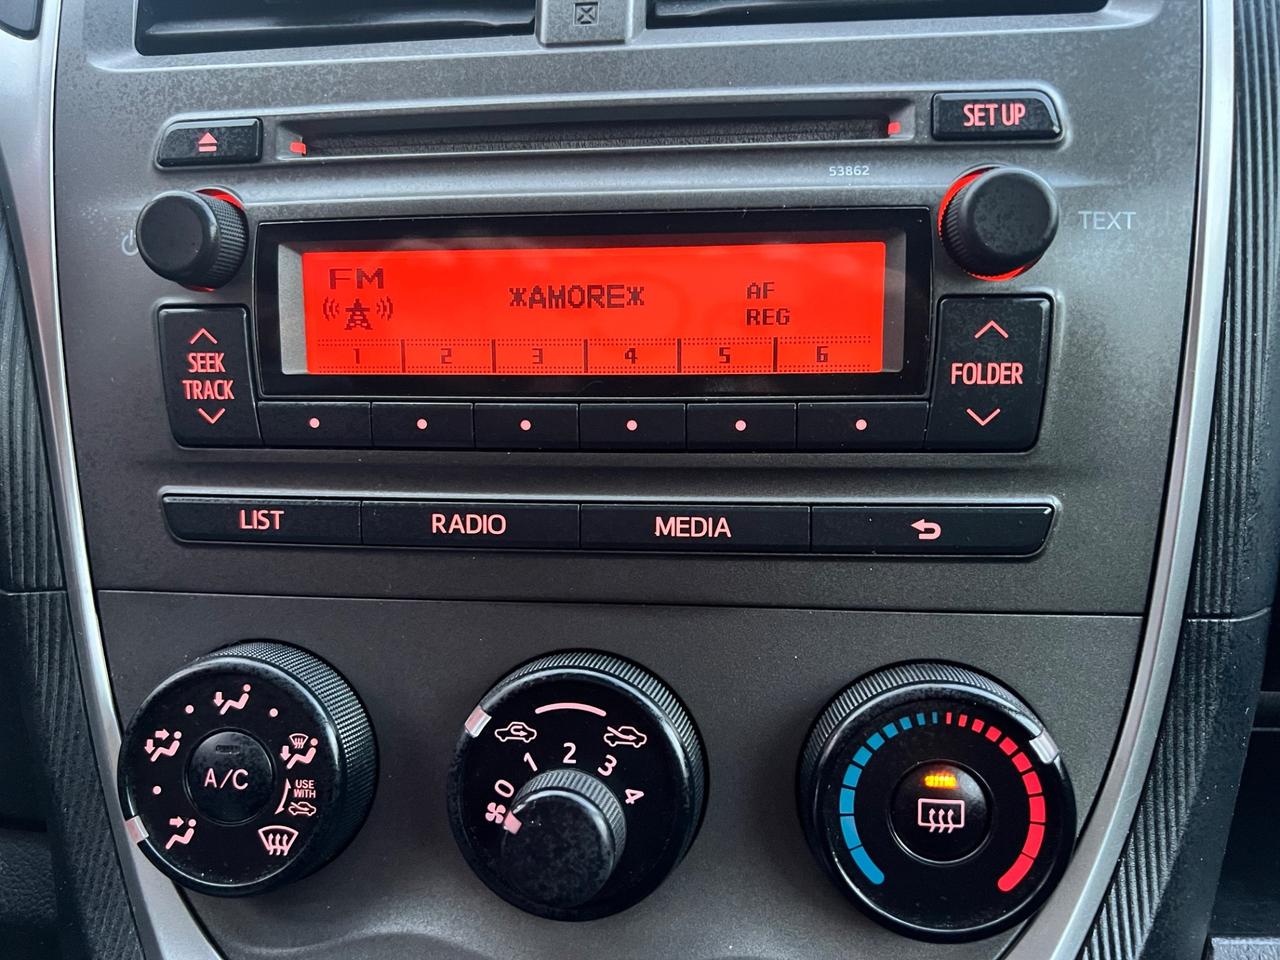 SET UP
53862
TEXT
FM
*AMORE*
AF
REG
1 2 3 4 5 6
SEEK
TRACK
FOLDER
LIST RADIO MEDIA
A/C
USE
WITH
0 1 2 3 4